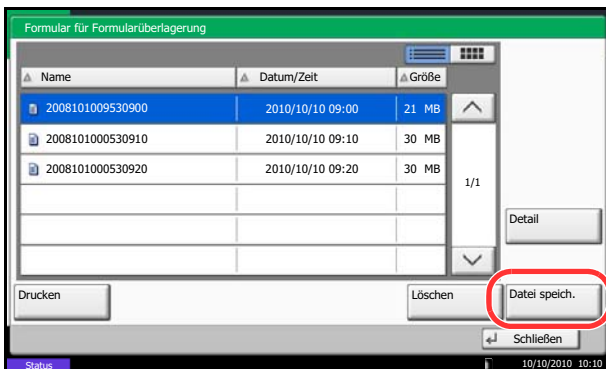 Formular für Formularüberlagerung
Name Datum/Zeit Größe
2008101009530900 2010/10/10 09:00 21 MB
2008101000530910 2010/10/10 09:10 30 MB
2008101000530920 2010/10/10 09:20 30 MB
1/1
Detail
Drucken Löschen Datei speich.
Schließen
Status 10/10/2010 10:10